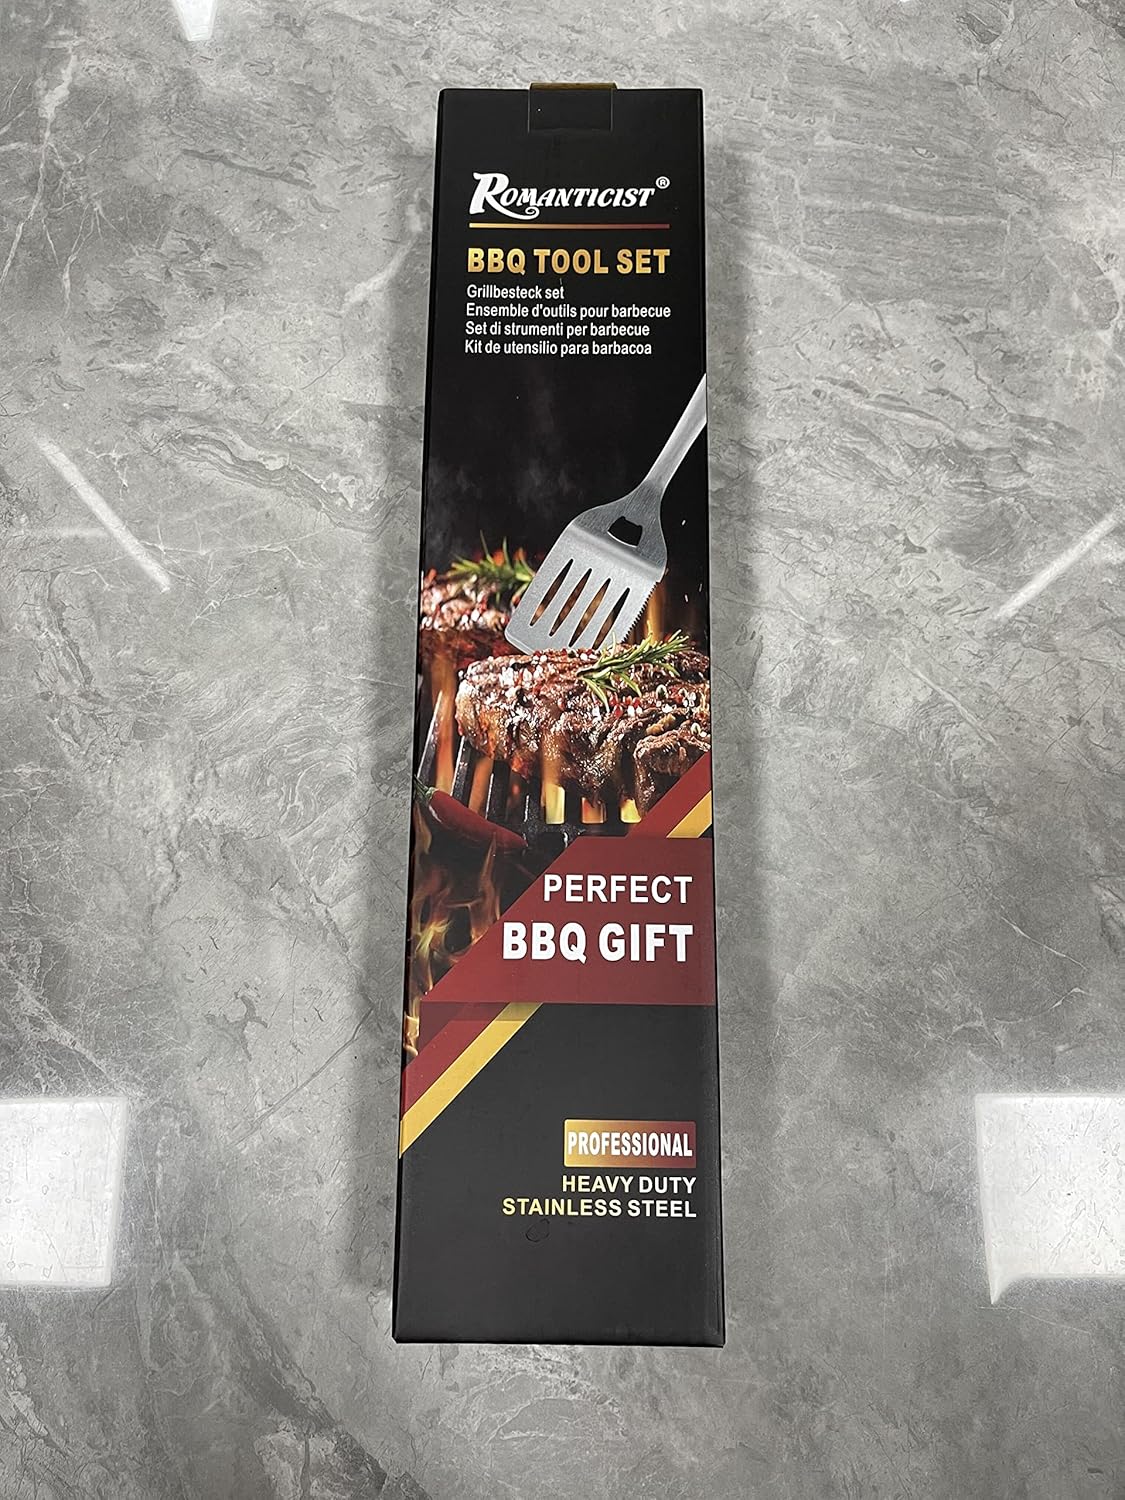 ROMANTICIST®
BBQ TOOL SET
Grillbesteck set
Ensemble d'outils pour barbecue
Set di strumenti per barbecue
Kit de utensilio para barbacoa
PERFECT
BBQ GIFT
PROFESSIONAL
HEAVY DUTY
STAINLESS STEEL